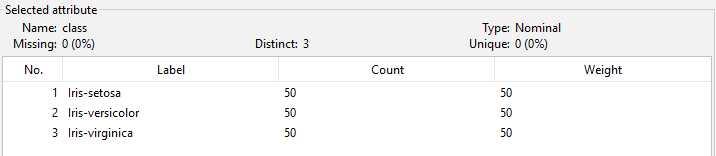 Selected attribute
Name: class Type: Nominal
Missing: 0 (0%) Distinct: 3 Unique: 0 (0%)
No. Label Count Weight
1 Iris-setosa 50 50
2 Iris-versicolor 50 50
3 Iris-virginica 50 50